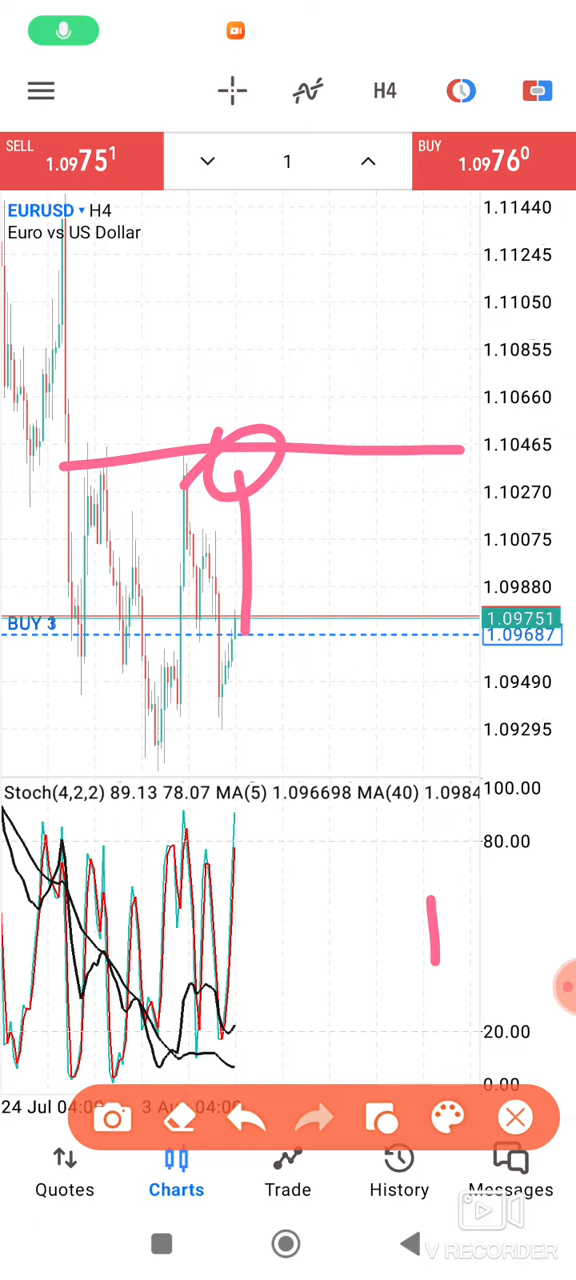 H4
SELL
1.09751
1
BUY
1.09760
EURUSD ▾ H4
Euro vs US Dollar
1.11440
1.11245
1.11050
1.10855
1.10660
1.10465
1.10270
1.10075
1.09880
BUY 3
1.09751
1.09687
1.09490
1.09295
Stoch(4,2,2) 89.13 78.07 MA(5) 1.096698 MA(40) 1.0984
100.00
80.00
20.00
0.00
24 Jul 04:00
3 Aug 04:00
Quotes
Charts
Trade
History
Messages
V RECORDER